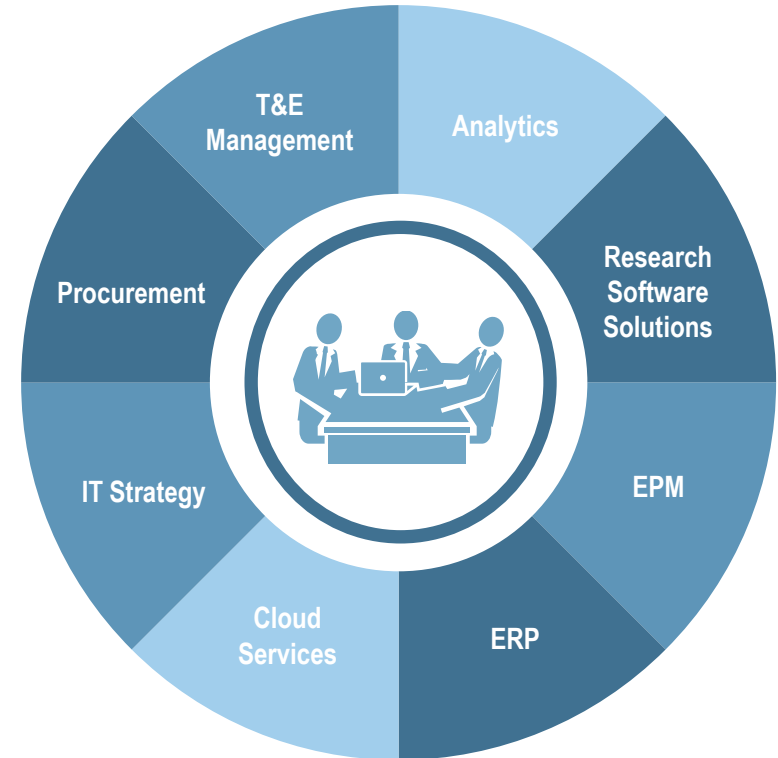 T&E
Management
Analytics
Research
Software
Solutions
Procurement
EPM
IT Strategy
Cloud
Services
ERP